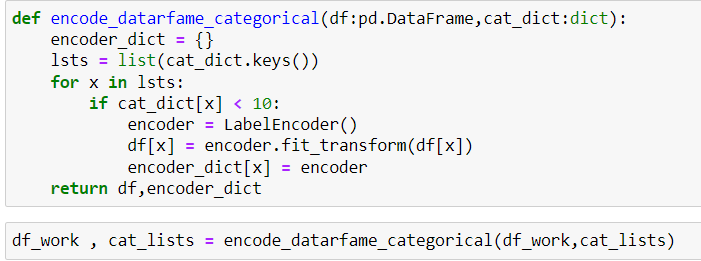 def encode_datarfame_categorical(df:pd.DataFrame,cat_dict:dict):
    encoder_dict = {}
    lsts = list(cat_dict.keys())
    for x in lsts:
        if cat_dict[x] < 10:
            encoder = LabelEncoder()
            df[x] = encoder.fit_transform(df[x])
            encoder_dict[x] = encoder
    return df,encoder_dict
df_work , cat_lists = encode_datarfame_categorical(df_work,cat_lists)